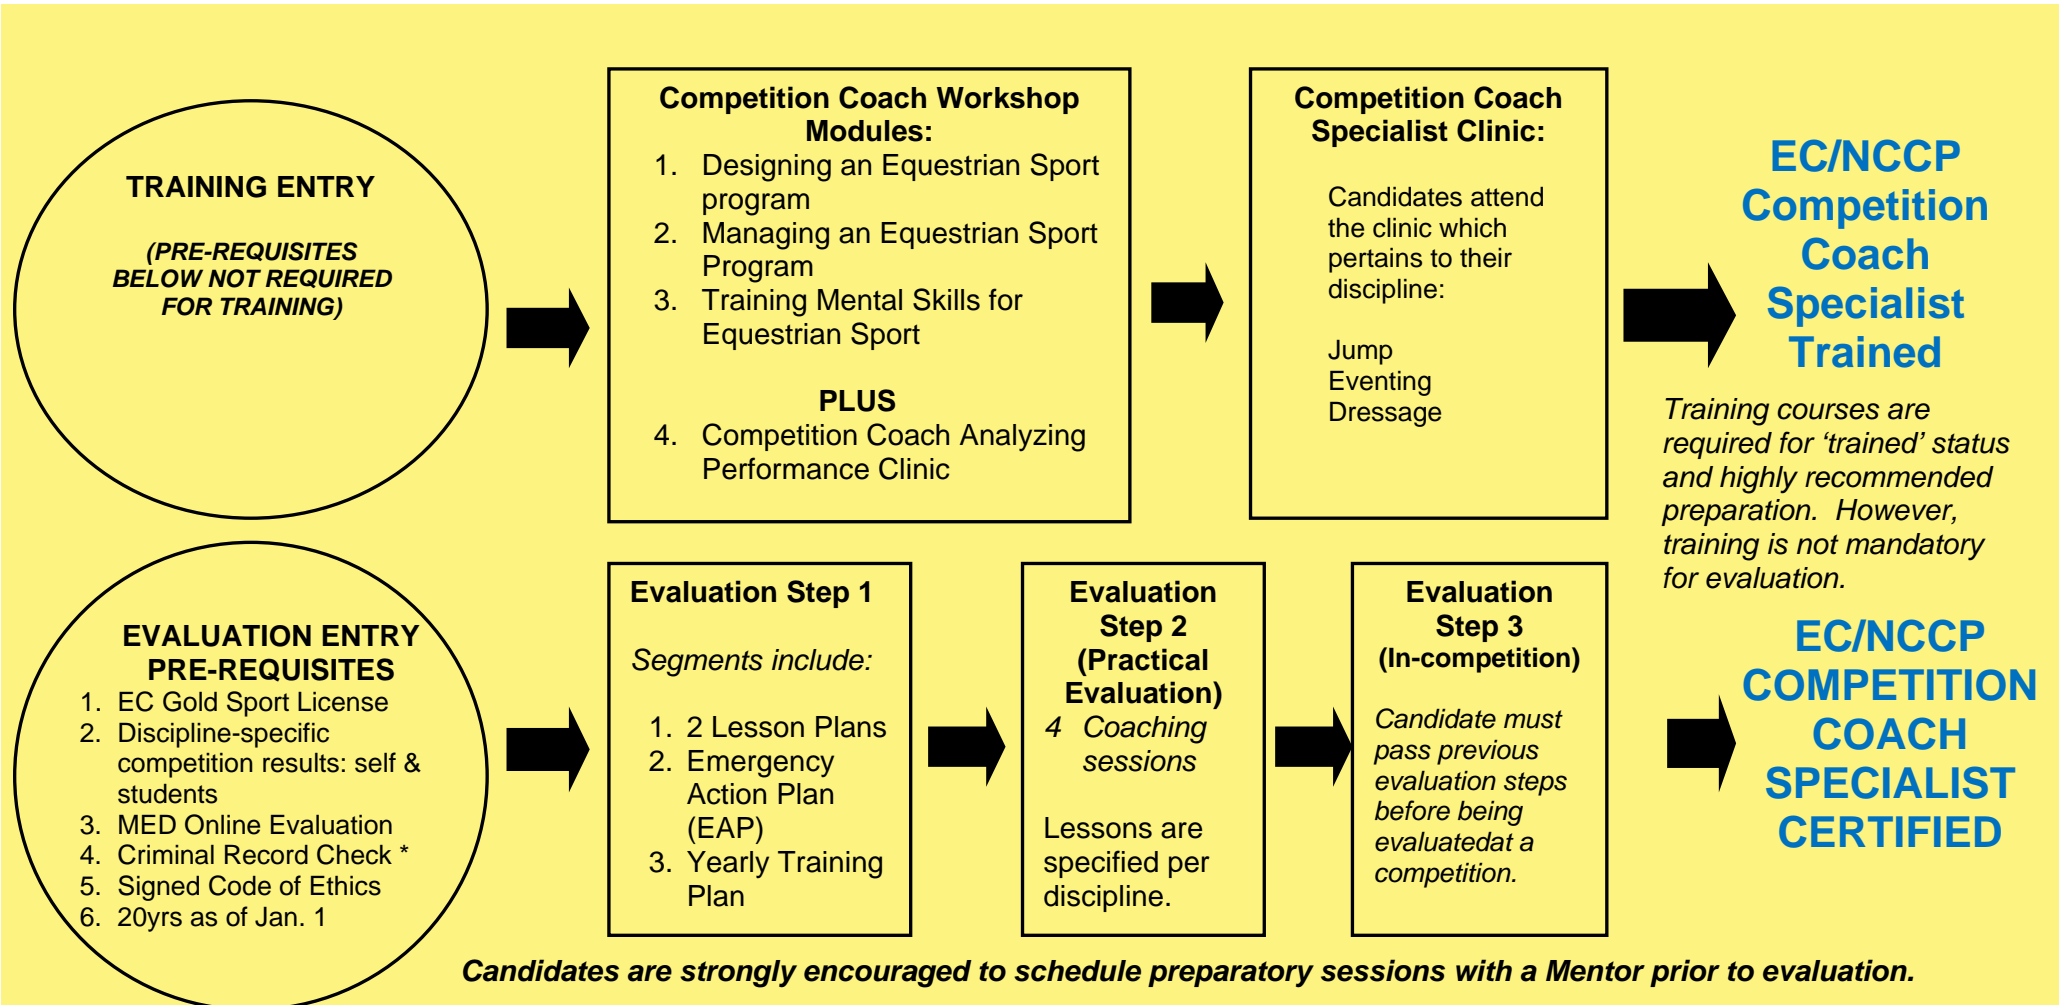 TRAINING ENTRY
(PRE-REQUISITES
BELOW NOT REQUIRED
FOR TRAINING)
Competition Coach Workshop
Modules:
1. Designing an Equestrian Sport
program
2. Managing an Equestrian Sport
Program
3. Training Mental Skills for
Equestrian Sport
PLUS
4. Competition Coach Analyzing
Performance Clinic
Competition Coach
Specialist Clinic:
Candidates attend
the clinic which
pertains to their
discipline:
Jump
Eventing
Dressage
EC/NCCP
Competition
Coach
Specialist
Trained
Training courses are
required for ‘trained’ status
and highly recommended
preparation. However,
training is not mandatory
for evaluation.
EVALUATION ENTRY
PRE-REQUISITES
1. EC Gold Sport License
2. Discipline-specific
competition results: self &
students
3. MED Online Evaluation
4. Criminal Record Check *
5. Signed Code of Ethics
6. 20yrs as of Jan. 1
Evaluation Step 1
Segments include:
1. 2 Lesson Plans
2. Emergency
Action Plan
(EAP)
3. Yearly Training
Plan
Evaluation
Step 2
(Practical
Evaluation)
4 Coaching
sessions
Lessons are
specified per
discipline.
Evaluation
Step 3
(In-competition)
Candidate must
pass previous
evaluation steps
before being
evaluatedat a
competition.
EC/NCCP
COMPETITION
COACH
SPECIALIST
CERTIFIED
Candidates are strongly encouraged to schedule preparatory sessions with a Mentor prior to evaluation.